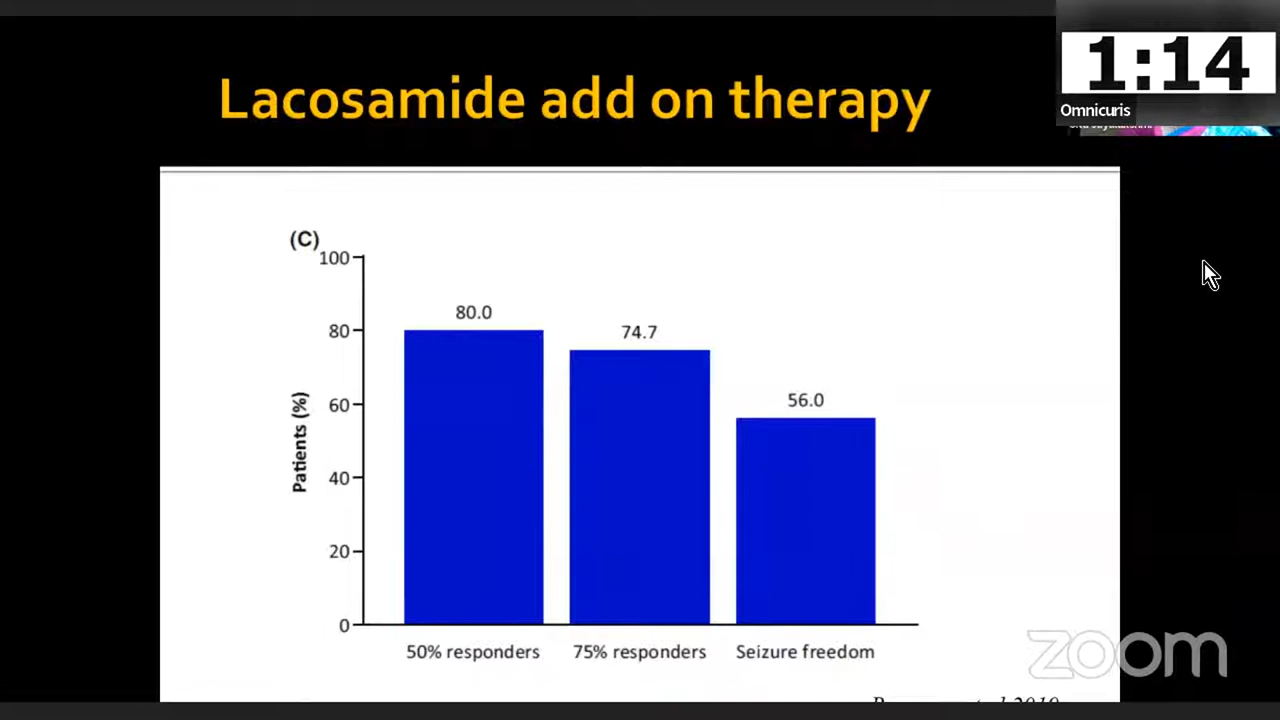 Lacosamide add on therapy
1:14
Omnicuris
(C)
100
80
60
40
20
0
Patients (%)
80.0
74.7
56.0
50% responders
75% responders
Seizure freedom
zoom